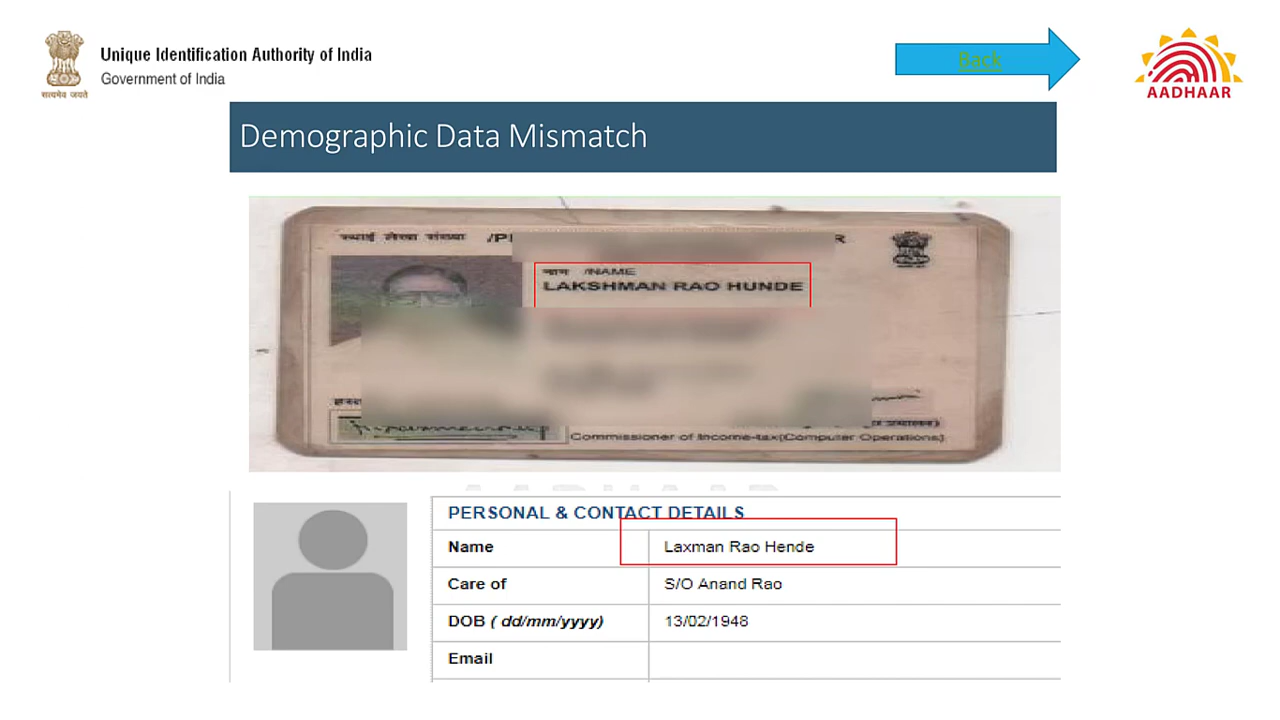 Unique Identification Authority of India
Government of India
सत्यमेव जयते
Back
AADHAAR
Demographic Data Mismatch
स्थाई लेखा संख्या /P
R
नाम /NAME
LAKSHMAN RAO HUNDE
Commissioner of Income-tax(Computer Operations)
PERSONAL & CONTACT DETAILS
Name Laxman Rao Hende
Care of S/O Anand Rao
DOB ( dd/mm/yyyy) 13/02/1948
Email